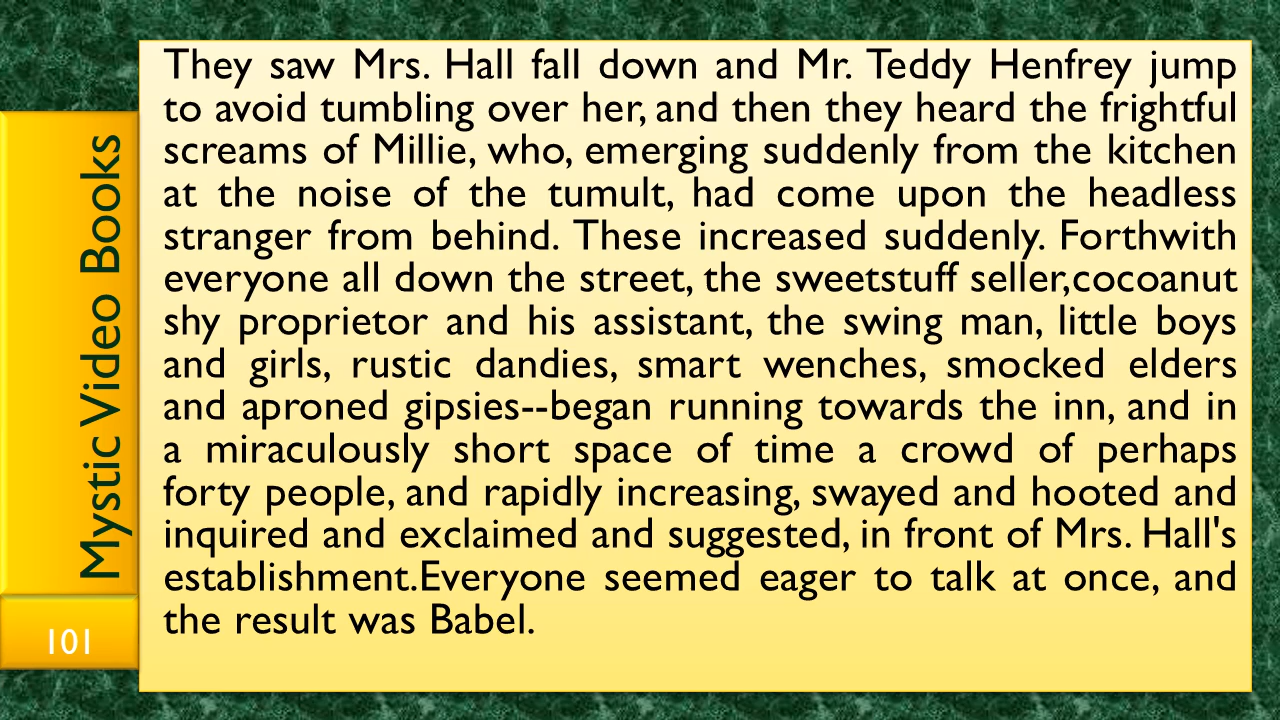 They saw Mrs. Hall fall down and Mr. Teddy Henfrey jump
to avoid tumbling over her, and then they heard the frightful
screams of Millie, who, emerging suddenly from the kitchen
at the noise of the tumult, had come upon the headless
stranger from behind. These increased suddenly. Forthwith
everyone all down the street, the sweetstuff seller,cocoanut
shy proprietor and his assistant, the swing man, little boys
and girls, rustic dandies, smart wenches, smocked elders
and aproned gipsies--began running towards the inn, and in
a miraculously short space of time a crowd of perhaps
forty people, and rapidly increasing, swayed and hooted and
inquired and exclaimed and suggested, in front of Mrs. Hall's
establishment.Everyone seemed eager to talk at once, and
the result was Babel.
Mystic Video Books
101